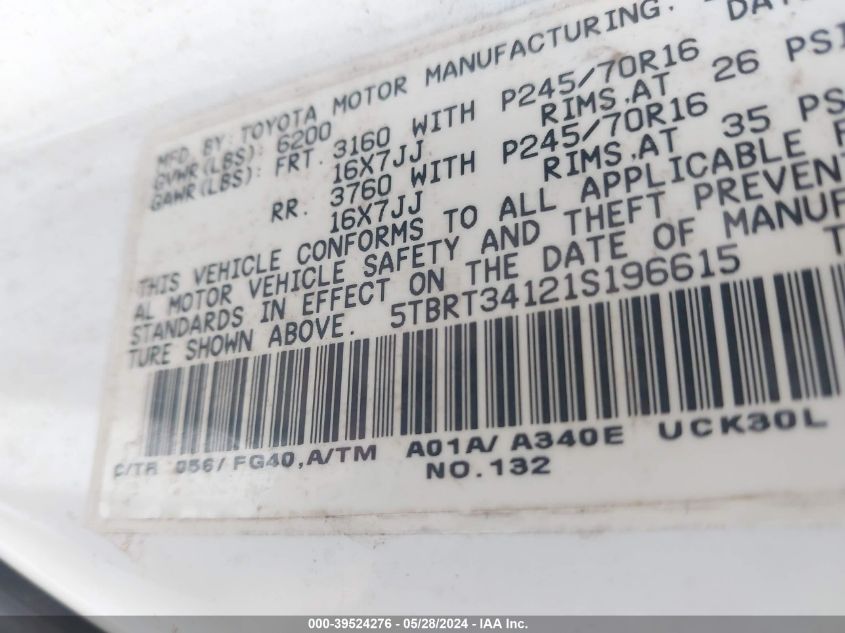 MFD. BY: TOYOTA MOTOR MANUFACTURING.
DAT
GVWR(LBS): 6200
GAWR(LBS): FRT. 3160 WITH P245/70R16
16X7JJ RIMS,AT 26 PSI
RR. 3760 WITH P245/70R16
16X7JJ RIMS,AT 35 PS
THIS VEHICLE CONFORMS TO ALL APPLICABLE F
AL MOTOR VEHICLE SAFETY AND THEFT PREVENT
STANDARDS IN EFFECT ON THE DATE OF MANUF
TURE SHOWN ABOVE. 5TBRT34121S196615 T
C/TR 056/FG40,A/TM A01A/A340E UCK30L
NO.132
000-39524276 - 05/28/2024 - IAA Inc.